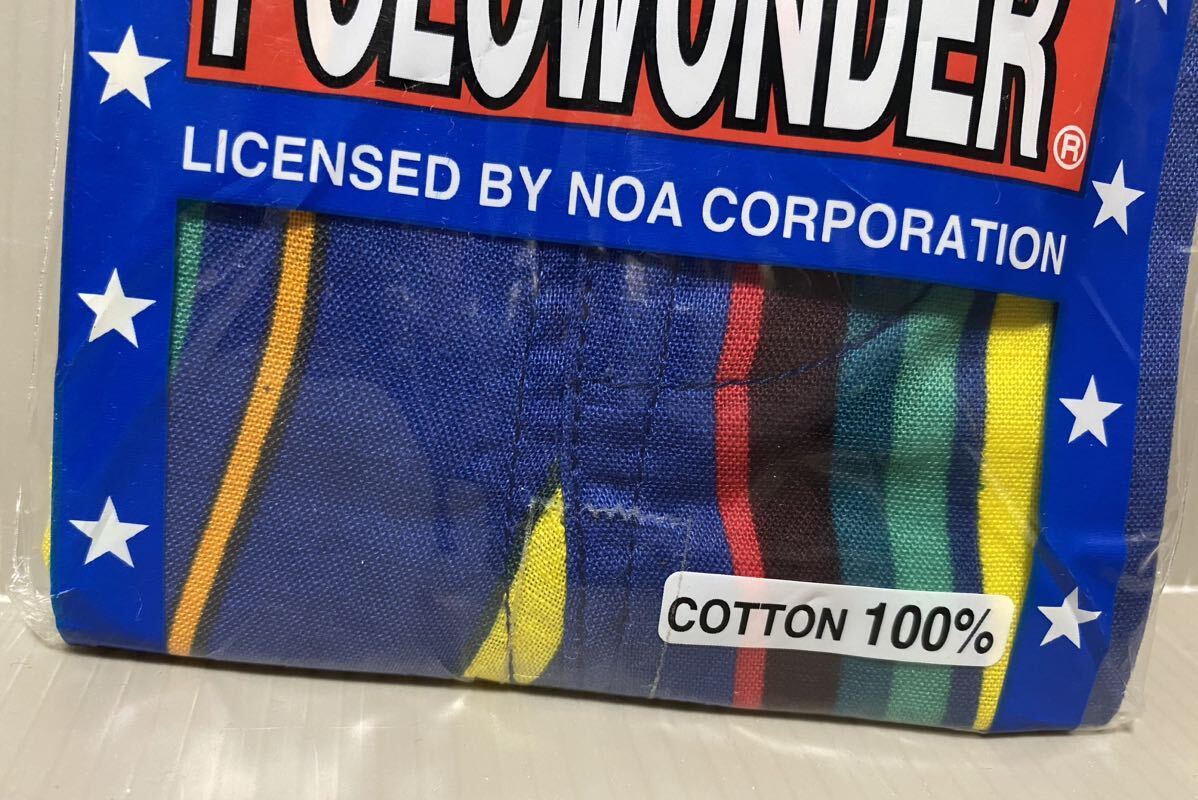 POLOWONDER®
LICENSED BY NOA CORPORATION
COTTON 100%